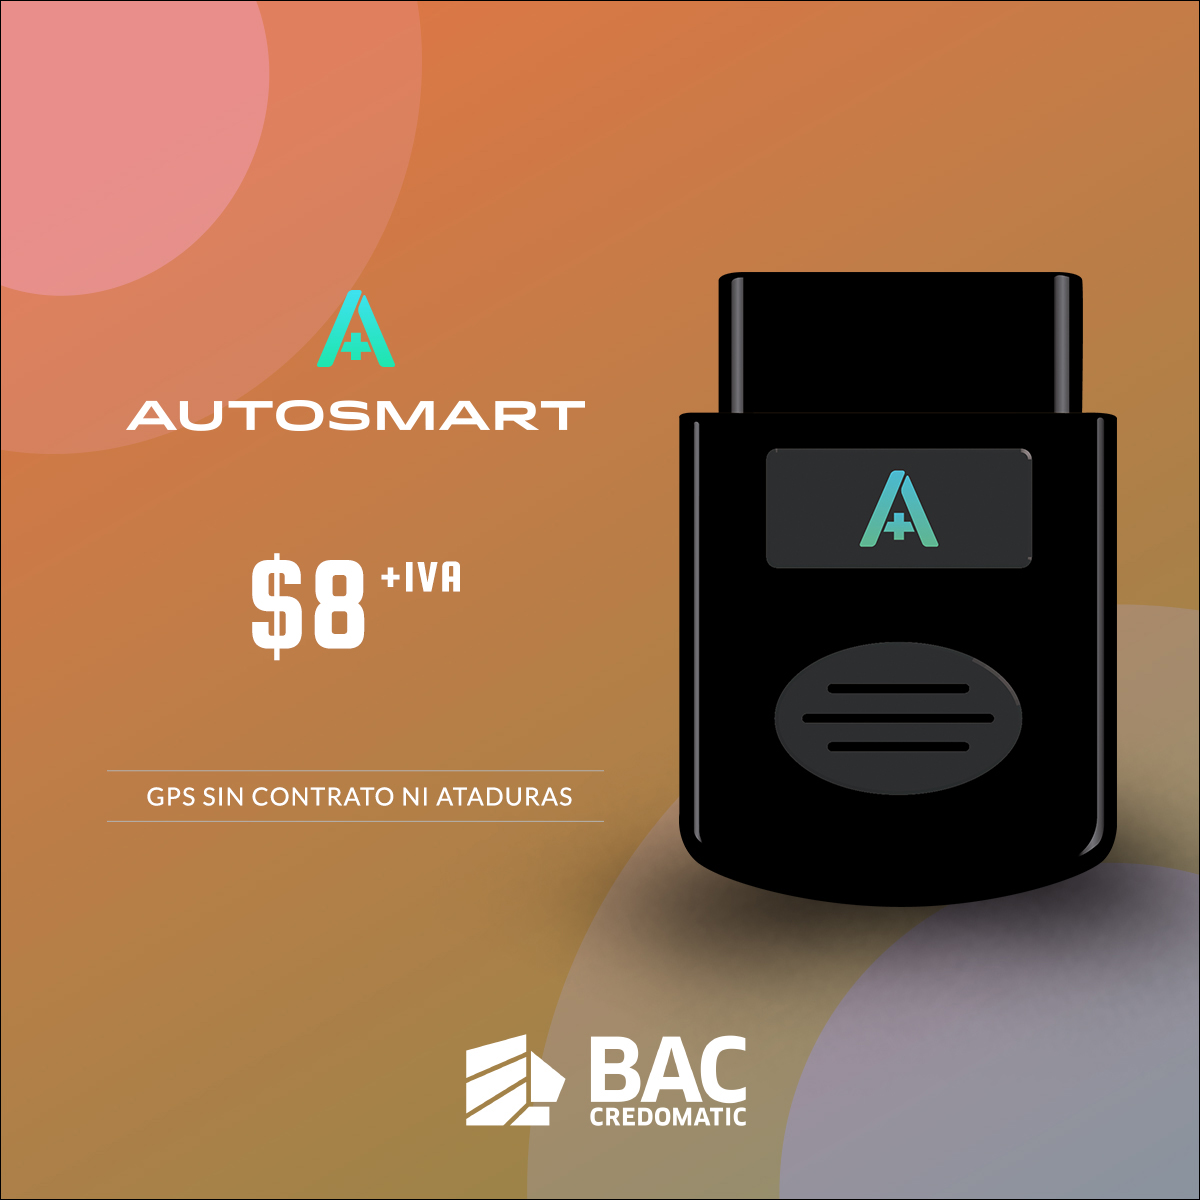 AUTOSMART
$8 +IVA
GPS SIN CONTRATO NI ATADURAS
BAC
CREDOMATIC